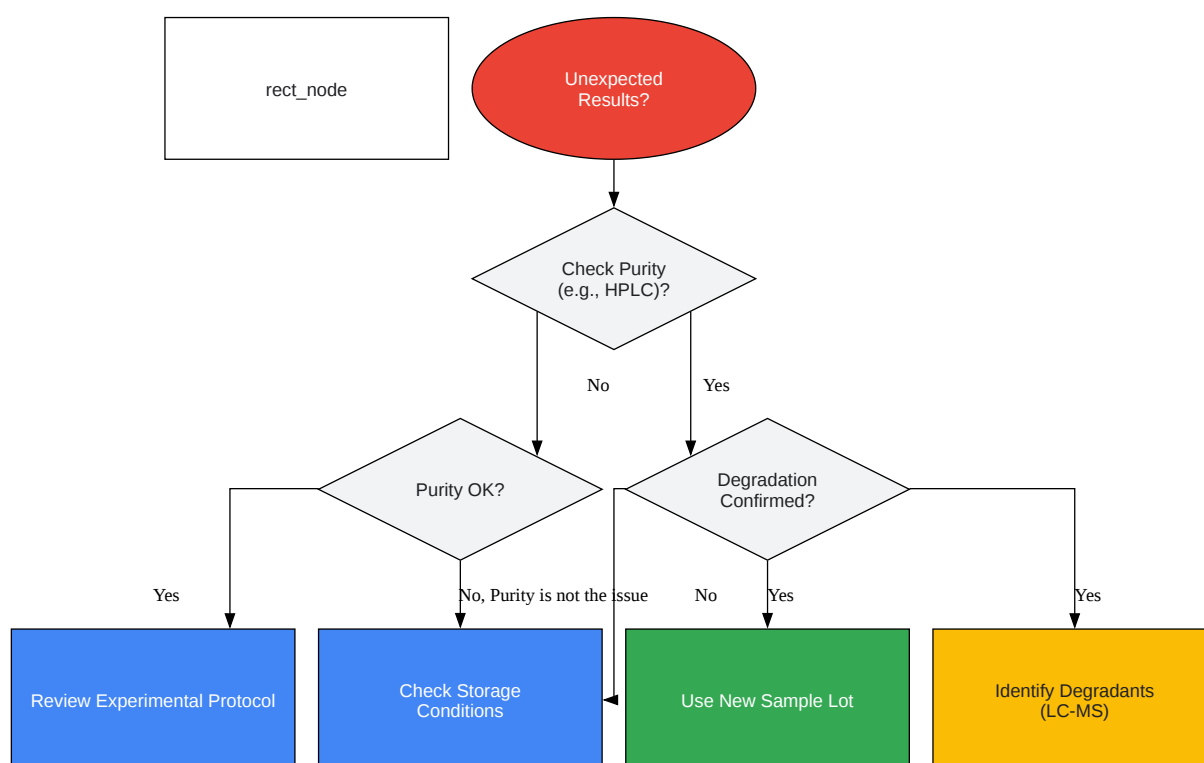 rect_node
Unexpected
Results?
Check Purity
(e.g., HPLC)?
No
Yes
Purity OK?
Degradation
Confirmed?
Yes
No, Purity is not the issue
No
Yes
Yes
Review Experimental Protocol
Check Storage
Conditions
Use New Sample Lot
Identify Degradants
(LC-MS)